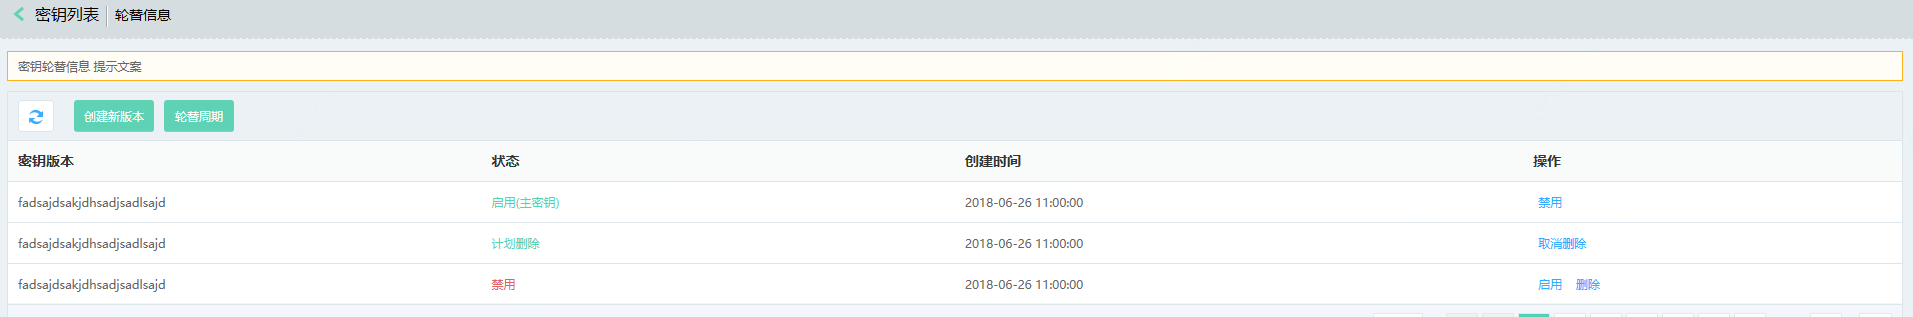 密钥列表 轮替信息
密钥轮替信息 提示文案
创建新版本 轮替周期
密钥版本 状态 创建时间 操作
fadsajdsakjdhsadjsadlsajd 启用(主密钥) 2018-06-26 11:00:00 禁用
fadsajdsakjdhsadjsadlsajd 计划删除 2018-06-26 11:00:00 取消删除
fadsajdsakjdhsadjsadlsajd 禁用 2018-06-26 11:00:00 启用 删除